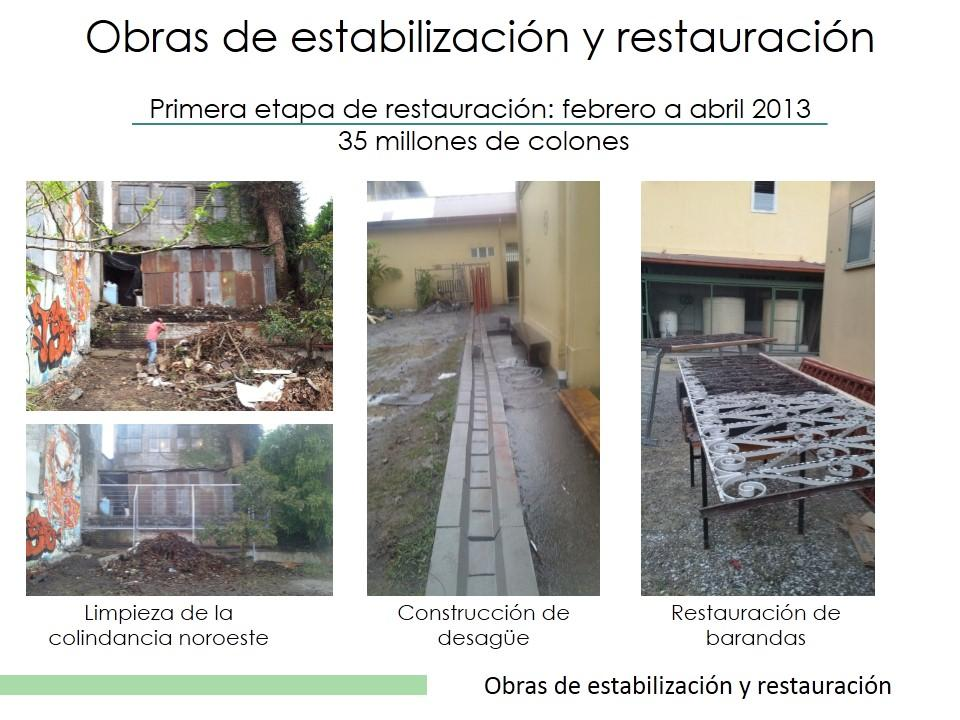 Obras de estabilización y restauración
Primera etapa de restauración: febrero a abril 2013
35 millones de colones
Limpieza de la
colindancia noroeste
Construcción de
desagüe
Restauración de
barandas
Obras de estabilización y restauración